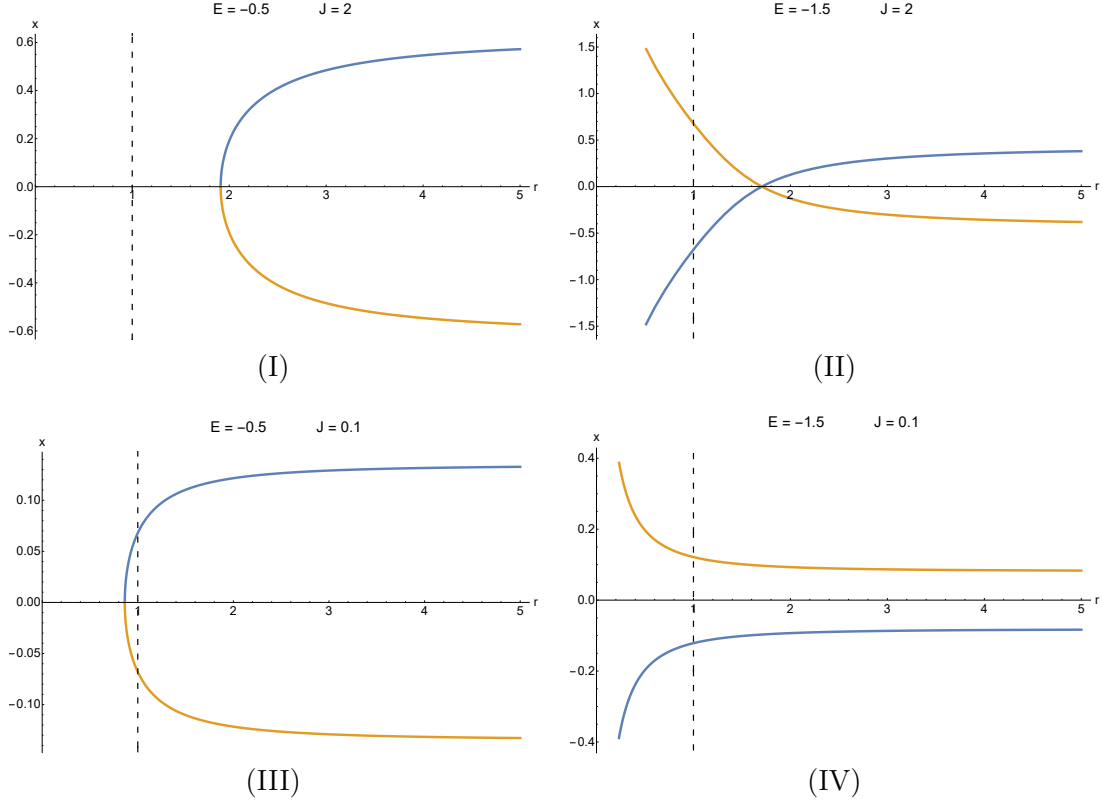 E = −0.5 J = 2
x
0.6
0.4
0.2
0.0
−0.2
−0.4
−0.6
1 2 3 4 5 r
(I)
E = −1.5 J = 2
x
1.5
1.0
0.5
0.0
−0.5
−1.0
−1.5
1 2 3 4 5 r
(II)
E = −0.5 J = 0.1
x
0.10
0.05
0.00
−0.05
−0.10
1 2 3 4 5 r
(III)
E = −1.5 J = 0.1
x
0.4
0.2
0.0
−0.2
−0.4
1 2 3 4 5 r
(IV)